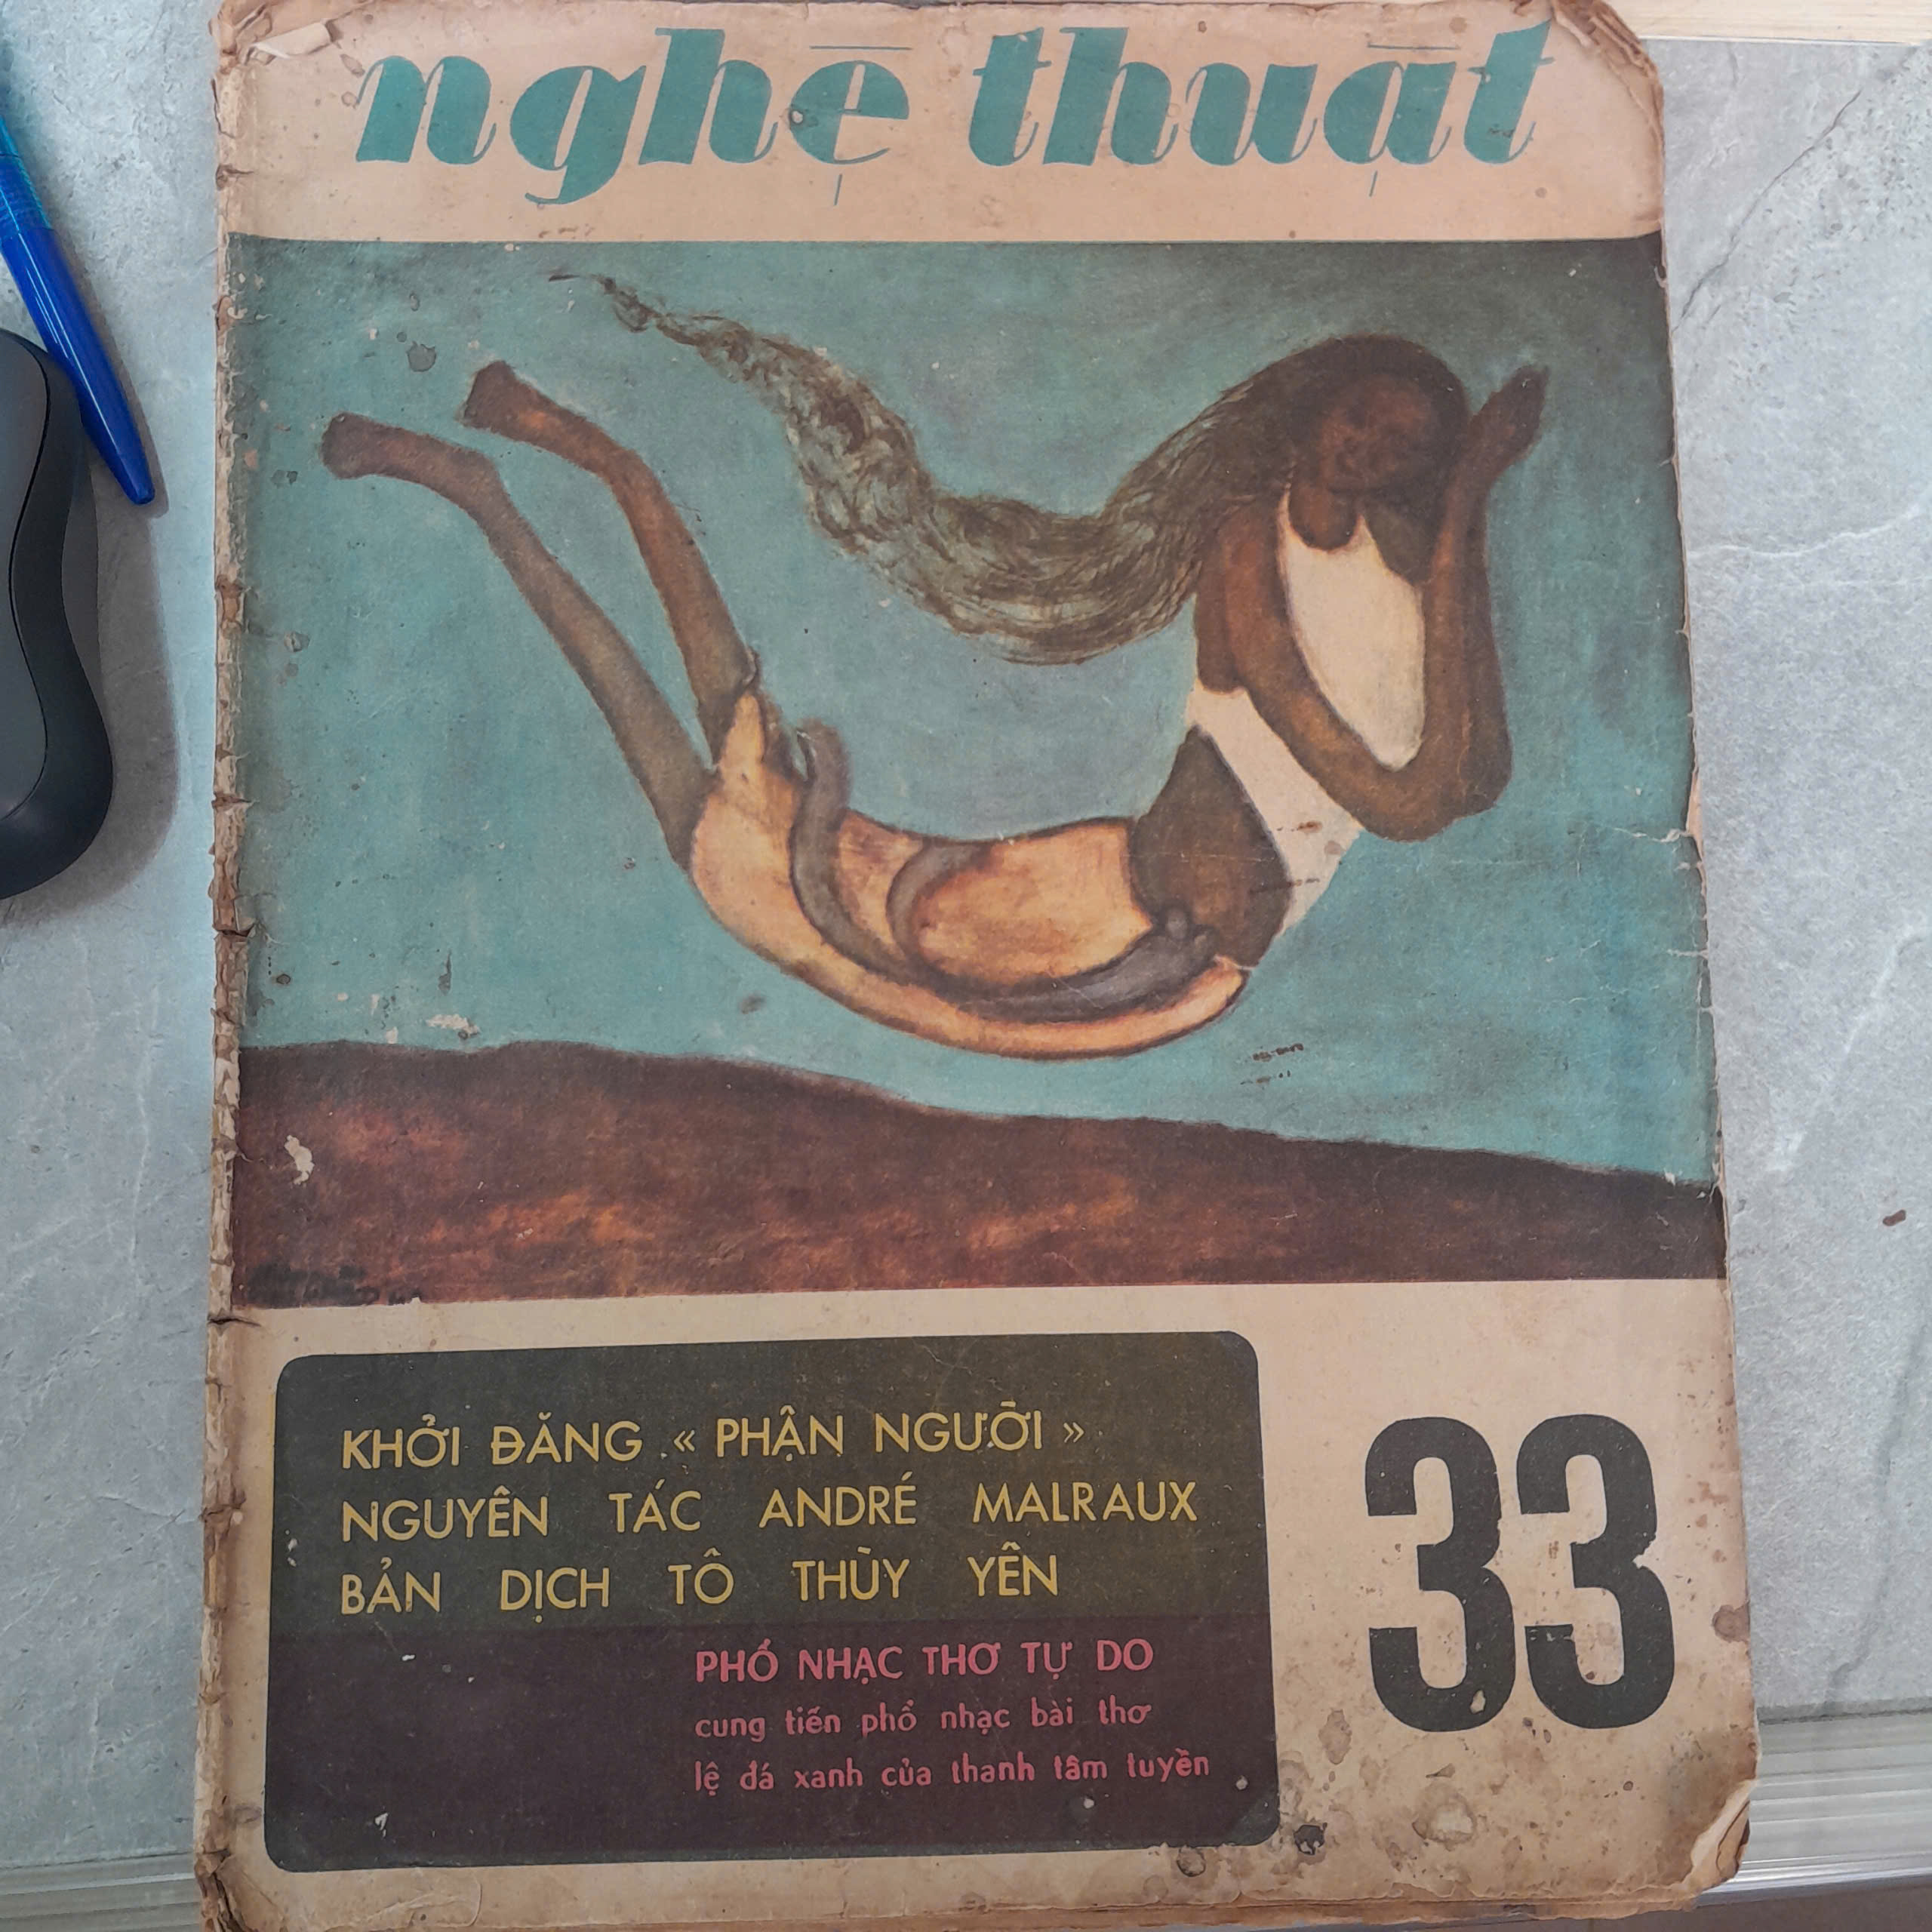 nghệ thuật
KHỞI ĐĂNG « PHẬN NGƯỜI »
NGUYÊN TÁC ANDRÉ MALRAUX
BẢN DỊCH TÔ THÙY YÊN
PHỔ NHẠC THƠ TỰ DO
cung tiến phổ nhạc bài thơ
lệ đá xanh của thanh tâm tuyền
33